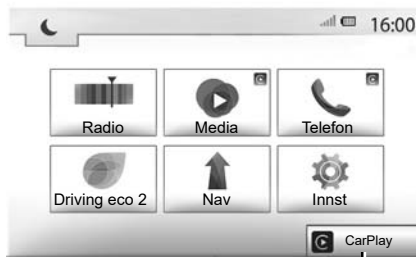 16:00
Radio
Media
Telefon
Driving eco 2
Nav
Innst
CarPlay